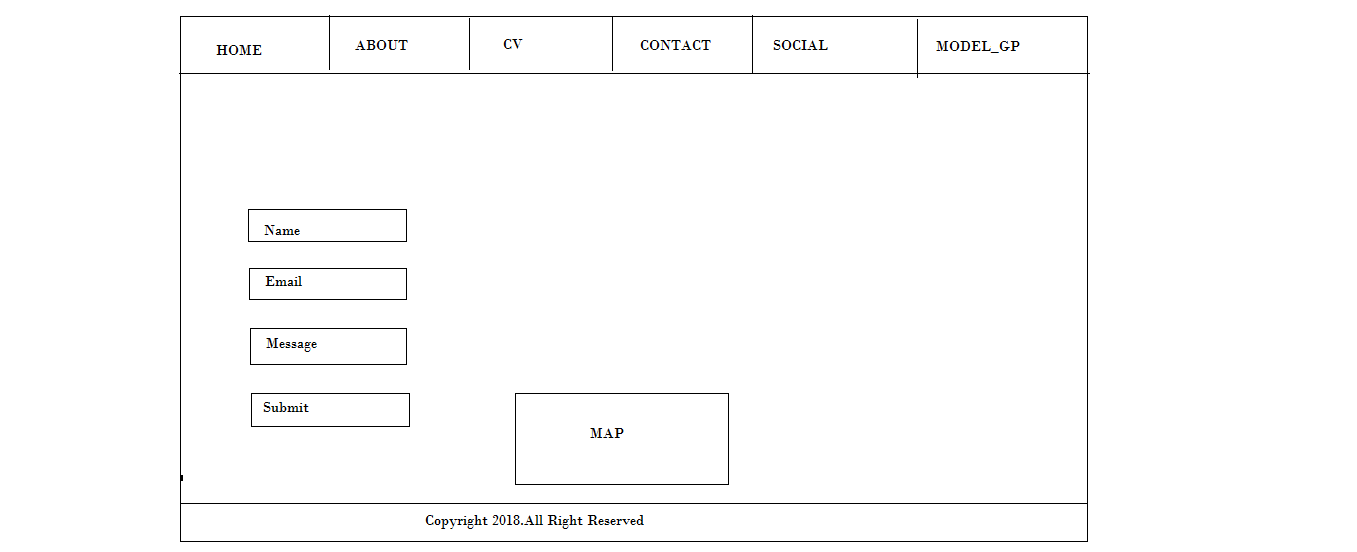 HOME ABOUT CV CONTACT SOCIAL MODEL_GP
Name
Email
Message
Submit
MAP
Copyright 2018.All Right Reserved